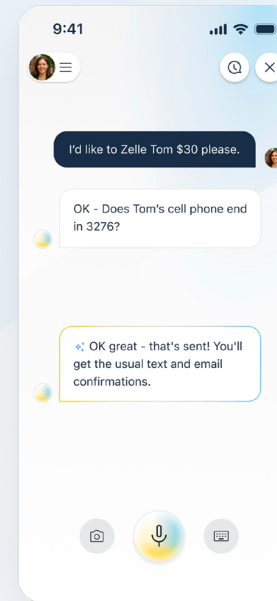 9:41
I'd like to Zelle Tom $30 please.
OK - Does Tom's cell phone end
in 3276?
OK great - that's sent! You'll
get the usual text and email
confirmations.